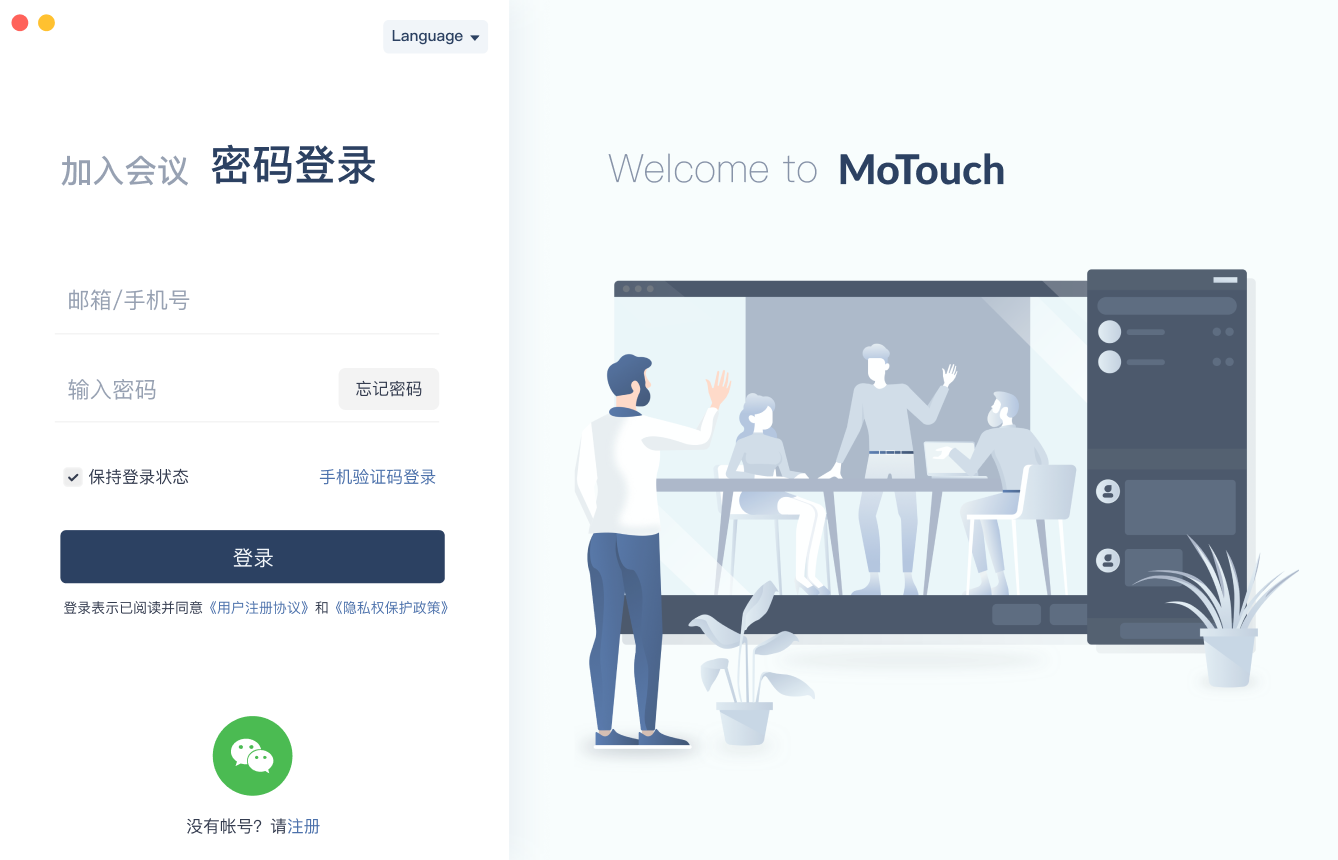 Language
加入会议 密码登录
邮箱/手机号
输入密码 忘记密码
保持登录状态 手机验证码登录
登录
登录表示已阅读并同意《用户注册协议》和《隐私权保护政策》
没有帐号？请注册
Welcome to MoTouch